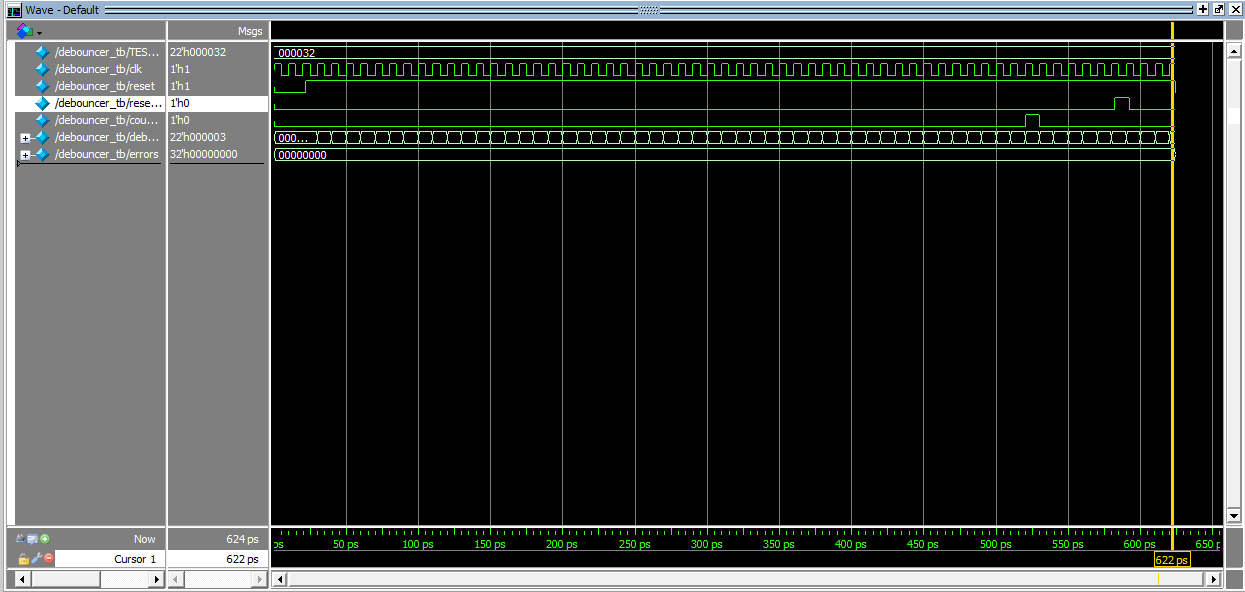 Wave - Default
Msgs
/debouncer_tb/TES... 22'h000032 000032
/debouncer_tb/clk 1'h1
/debouncer_tb/reset 1'h1
/debouncer_tb/rese... 1'h0
/debouncer_tb/cou... 1'h0
/debouncer_tb/deb... 22'h000003 000...
/debouncer_tb/errors 32'h00000000 00000000
Now 624 ps ps 50 ps 100 ps 150 ps 200 ps 250 ps 300 ps 350 ps 400 ps 450 ps 500 ps 550 ps 600 ps 650 p
Cursor 1 622 ps 622 ps